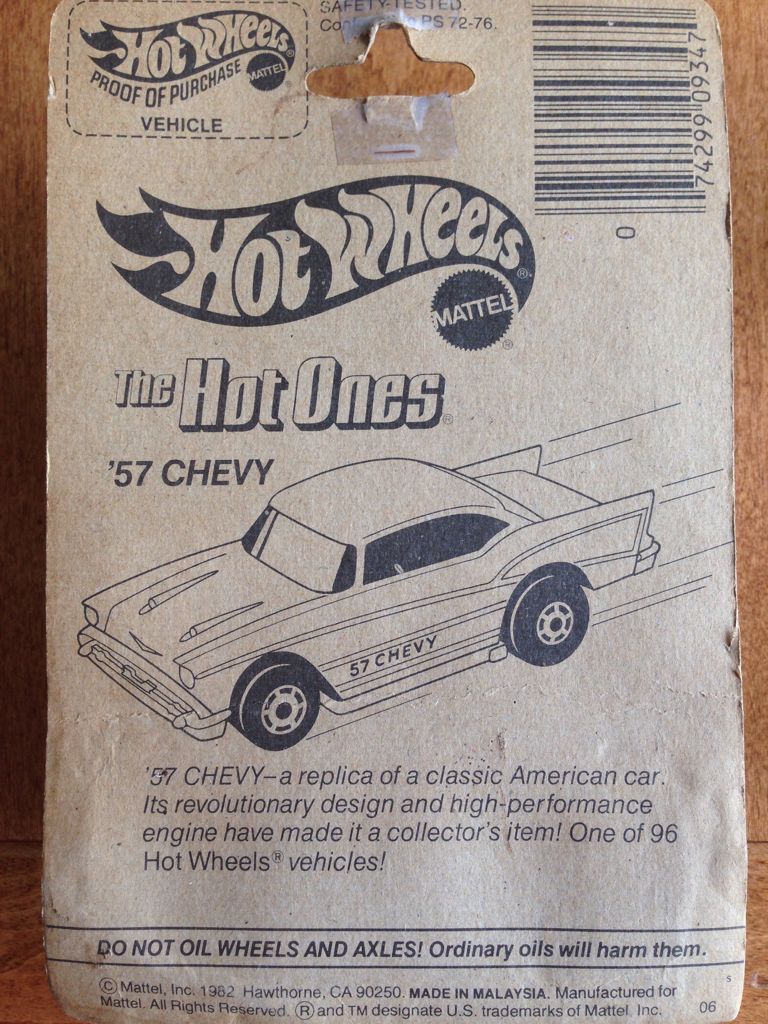 Hot Wheels
PROOF OF PURCHASE
MATTEL
VEHICLE
SAFETY-TESTED.
PS 72-76.
74299 09347
0
Hot Wheels®
MATTEL®
The Hot Ones®
'57 CHEVY
57 CHEVY
'57 CHEVY–a replica of a classic American car.
Its revolutionary design and high-performance
engine have made it a collector's item! One of 96
Hot Wheels® vehicles!
DO NOT OIL WHEELS AND AXLES! Ordinary oils will harm them.
© Mattel, Inc. 1982 Hawthorne, CA 90250. MADE IN MALAYSIA. Manufactured for
Mattel. All Rights Reserved. ® and TM designate U.S. trademarks of Mattel Inc.
s
06